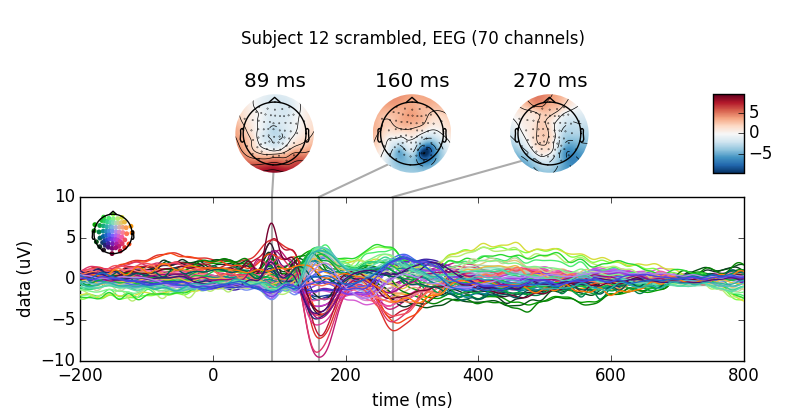 Subject 12 scrambled, EEG (70 channels)
89 ms 160 ms 270 ms
5
0
−5
10
5
0
−5
−10
data (uV)
−200 0 200 400 600 800
time (ms)